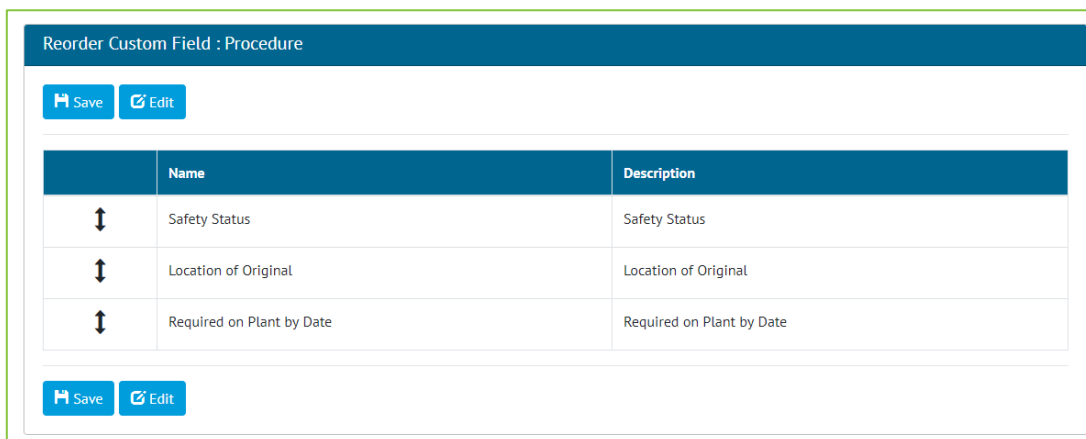 Reorder Custom Field : Procedure
Save Edit
Name Description
Safety Status Safety Status
Location of Original Location of Original
Required on Plant by Date Required on Plant by Date
Save Edit